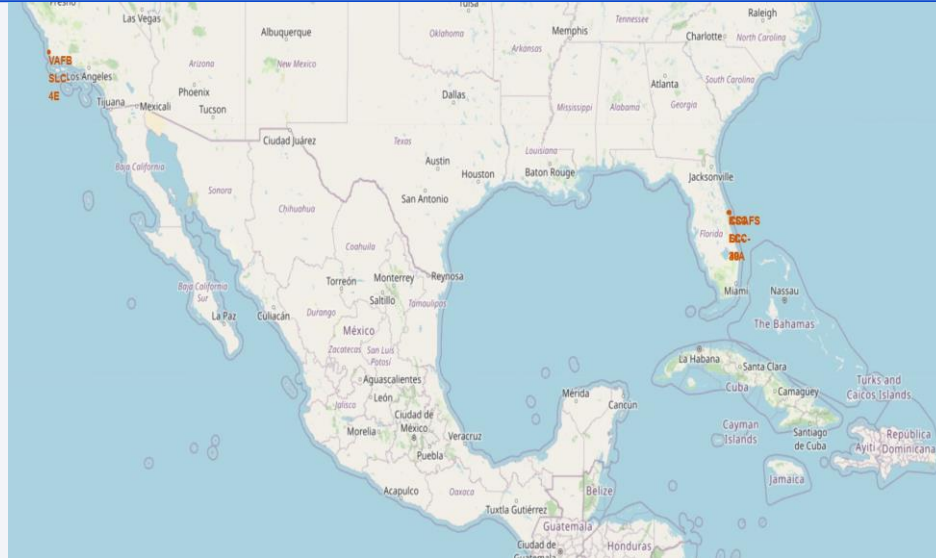 Las Vegas
Albuquerque
Oklahoma
Memphis
Tennessee
Raleigh
Charlotte
North Carolina
VAFB
SLC-
4E
Los Angeles
Arizona
New Mexico
Arkansas
South Carolina
Phoenix
Atlanta
Tijuana
Mexicali
Tucson
Dallas
Mississippi
Alabama
Georgia
Ciudad Juárez
Texas
Louisiana
Austin
Houston
Baton Rouge
Jacksonville
Baja California
Sonora
San Antonio
Chihuahua
Florida
Coahuila
Baja California
Sur
Torreón
Monterrey
Reynosa
Miami
Nassau
Saltillo
Tamaulipas
La Paz
Culiacán
Durango
The Bahamas
México
Zacatecas
San Luis
Potosí
La Habana
Santa Clara
Aguascalientes
Cuba
Camaguey
Turks and
Caicos Islands
León
Mérida
Cancún
Jalisco
Ciudad de
México
Cayman
Islands
Santiago
de Cuba
República
Dominicana
Ayiti
Morelia
Veracruz
Puebla
Jamaica
Acapulco
Oaxaca
Belize
Tuxtla Gutiérrez
Guatemala
Honduras
Ciudad de